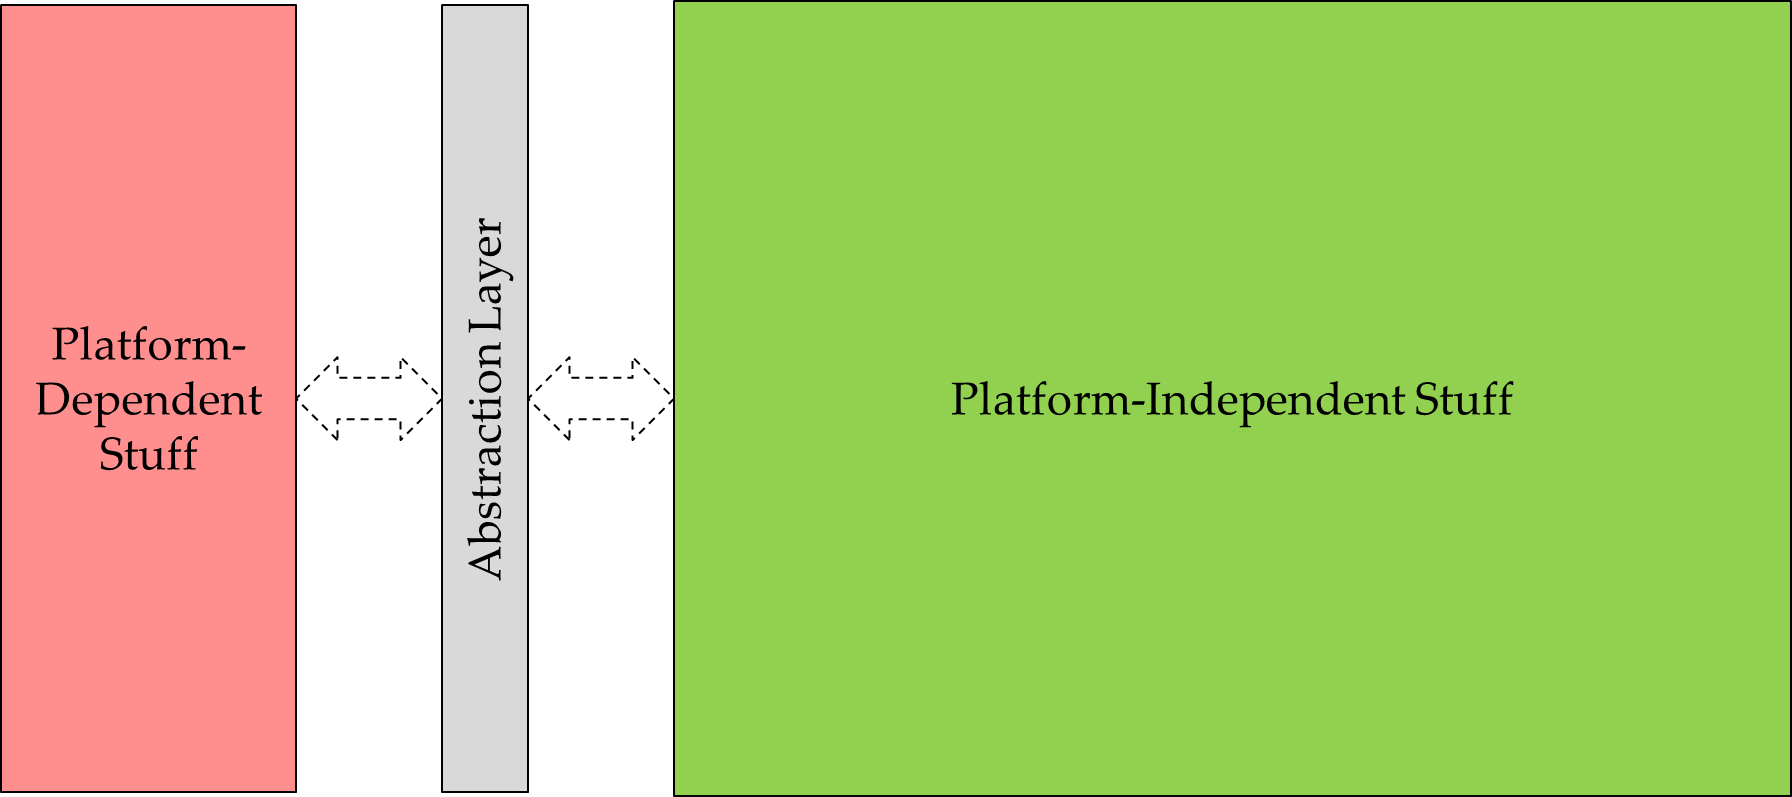 Platform-
Dependent
Stuff
Abstraction Layer
Platform-Independent Stuff